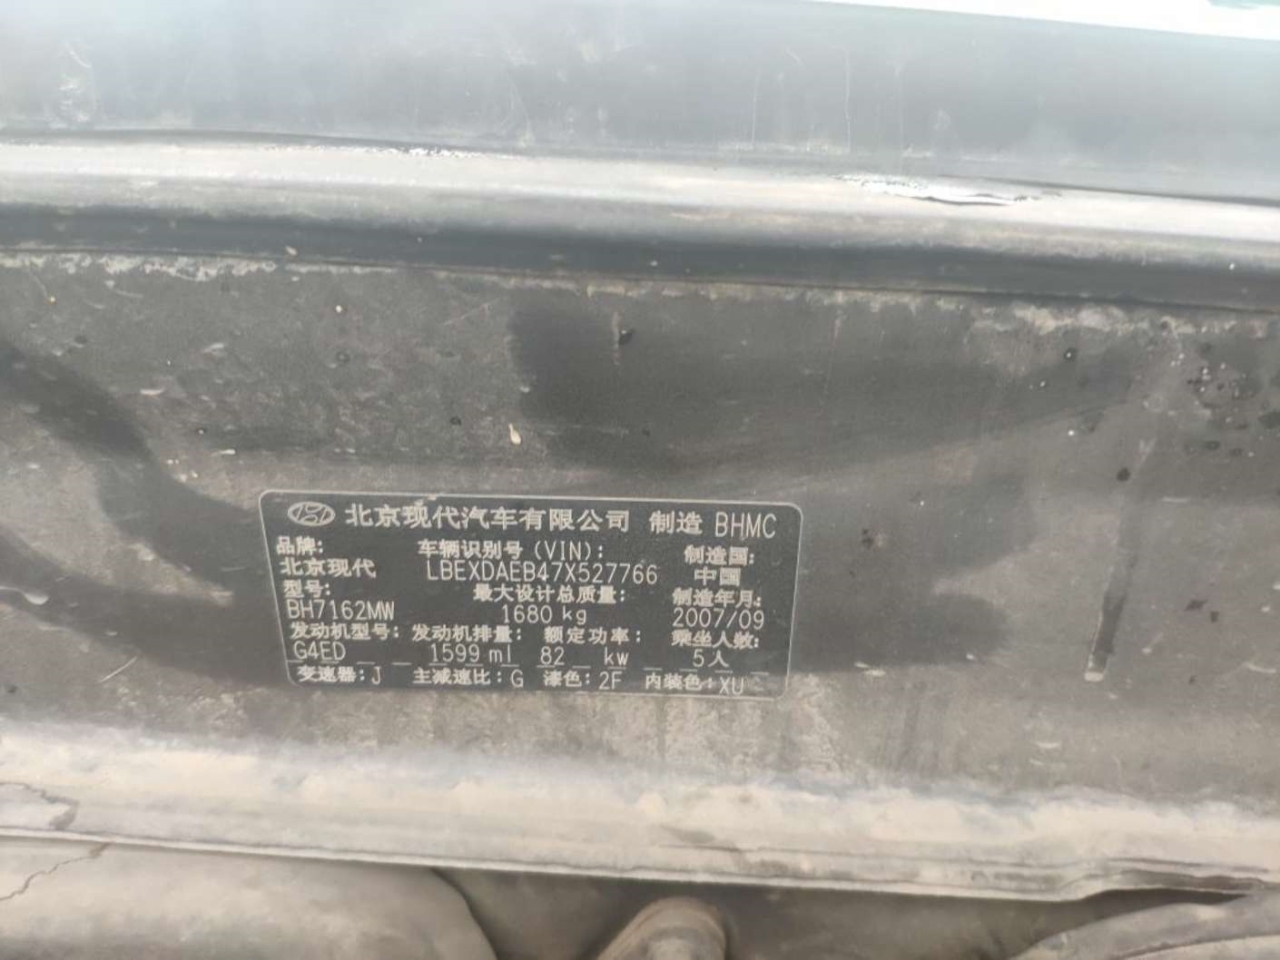 北京现代汽车有限公司 制造 BHMC
品牌: 车辆识别号(VIN): 制造国:
北京现代 LBEXDAEB47X527766 中国
型号: 最大设计总质量: 制造年月:
BH7162MW 1680 kg 2007/09
发动机型号: 发动机排量: 额定功率: 乘坐人数:
G4ED 1599 ml 82 kw 5人
变速器:J 主减速比:G 漆色:2F 内装色:XU